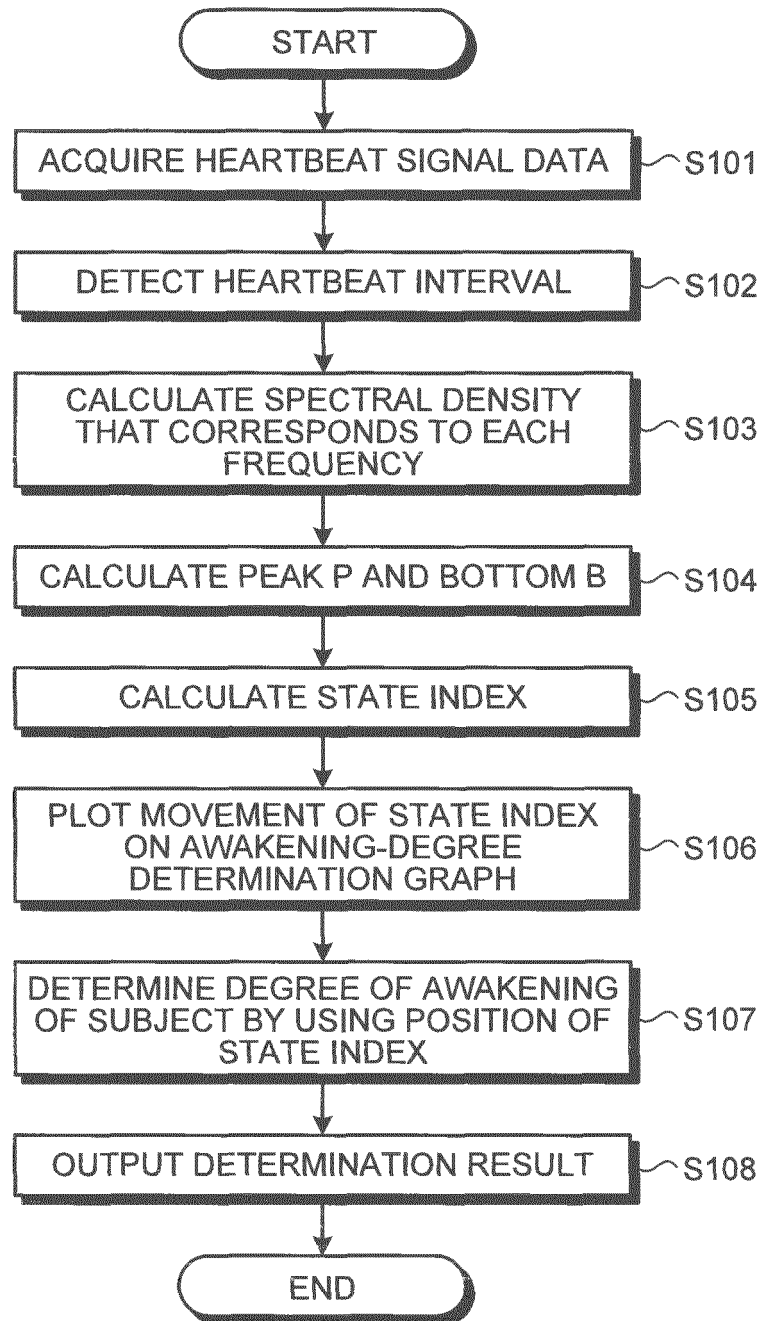 START
ACQUIRE HEARTBEAT SIGNAL DATA
S101
DETECT HEARTBEAT INTERVAL
S102
CALCULATE SPECTRAL DENSITY
THAT CORRESPONDS TO EACH
FREQUENCY
S103
CALCULATE PEAK P AND BOTTOM B
S104
CALCULATE STATE INDEX
S105
PLOT MOVEMENT OF STATE INDEX
ON AWAKENING-DEGREE
DETERMINATION GRAPH
S106
DETERMINE DEGREE OF AWAKENING
OF SUBJECT BY USING POSITION OF
STATE INDEX
S107
OUTPUT DETERMINATION RESULT
S108
END